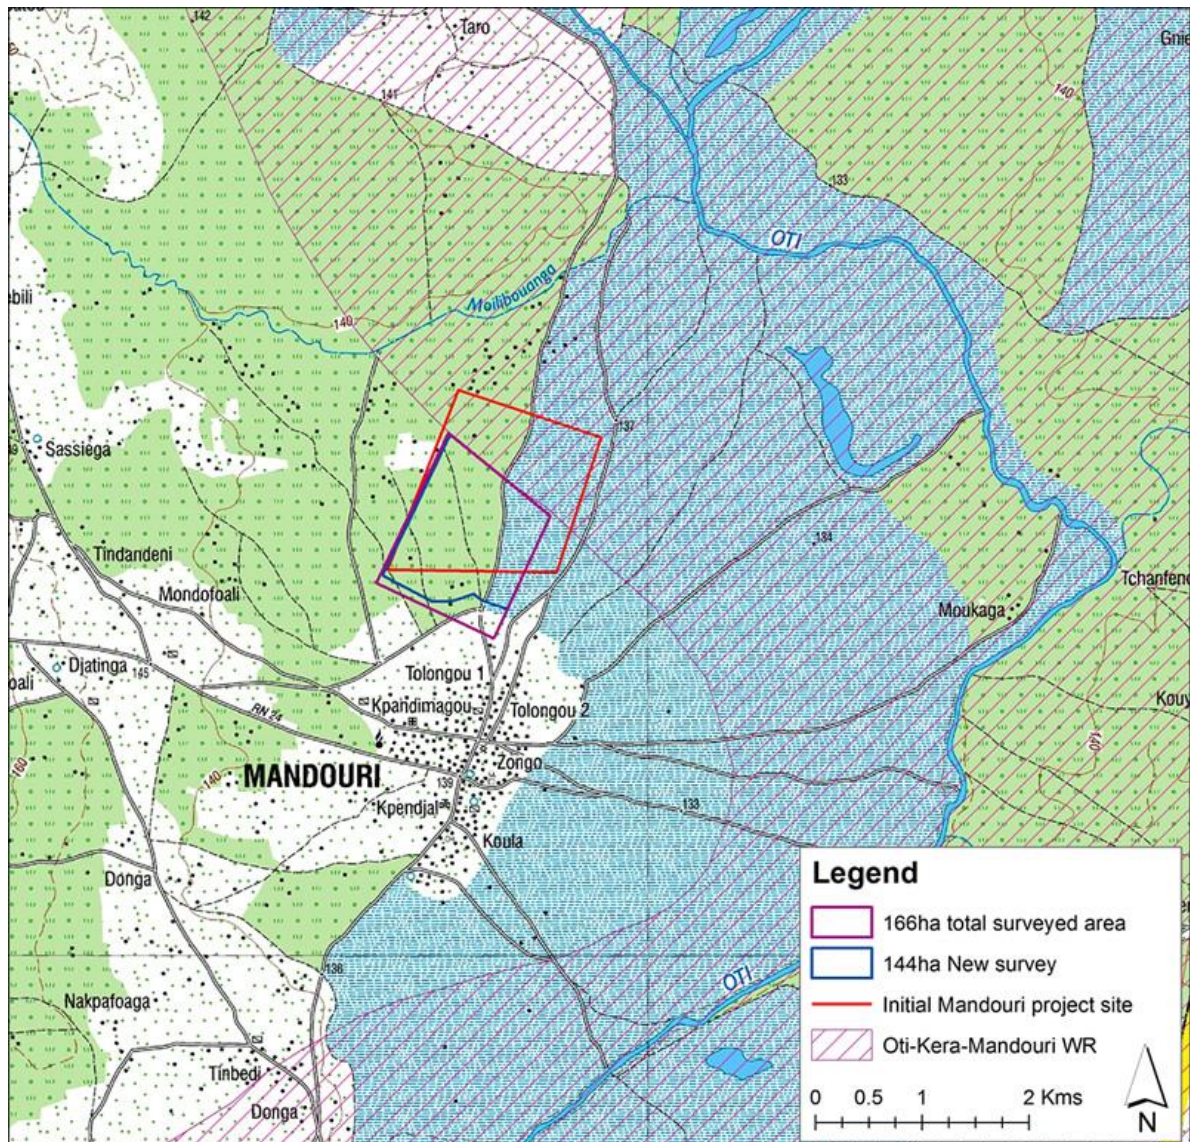 142
Taro
Gnie
141
140
133
OTI
ebili
Moilibouanga
140
137
Sassiega
134
Tindandeni
Tchanfeno
Mondofoali
Moukaga
Djatinga
145
Tolongou 1
oali
Kpandimagou
Tolongou 2
Kouy
RN 24
Zongo
140
160
140
MANDOURI
139
Kpendjal
133
Koula
Donga
136
OTI
Nakpafoaga
Tinbedi
Donga
Legend
166ha total surveyed area
144ha New survey
Initial Mandouri project site
Oti-Kera-Mandouri WR
0 0.5 1 2 Kms
N